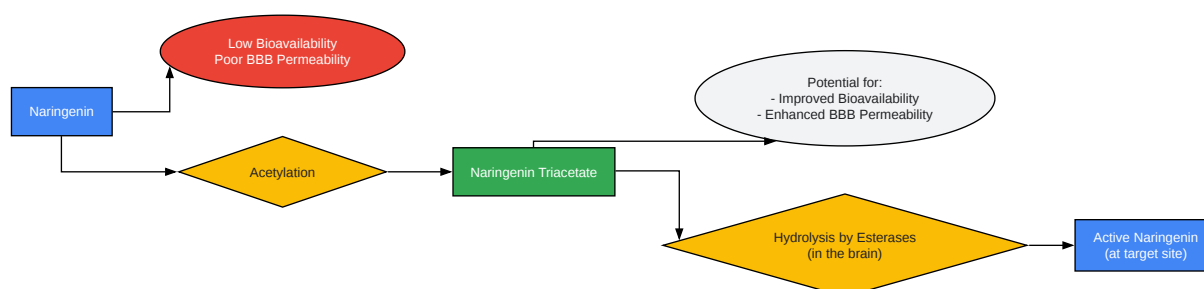 Low Bioavailability
Poor BBB Permeability
Naringenin
Potential for:
- Improved Bioavailability
- Enhanced BBB Permeability
Acetylation
Naringenin Triacetate
Hydrolysis by Esterases
(in the brain)
Active Naringenin
(at target site)